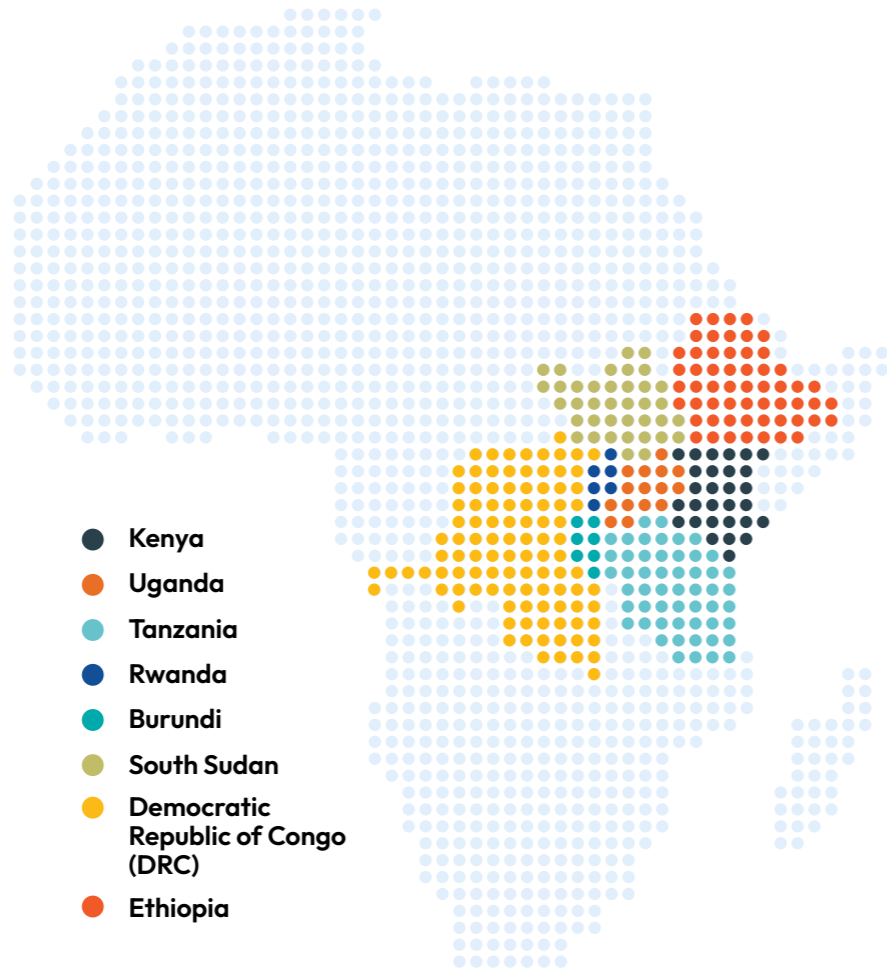 Kenya
Uganda
Tanzania
Rwanda
Burundi
South Sudan
Democratic
Republic of Congo
(DRC)
Ethiopia